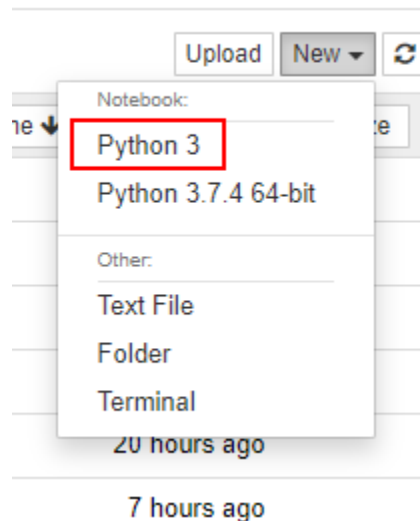 Upload New
Notebook:
Python 3
Python 3.7.4 64-bit
Other:
Text File
Folder
Terminal
20 hours ago
7 hours ago